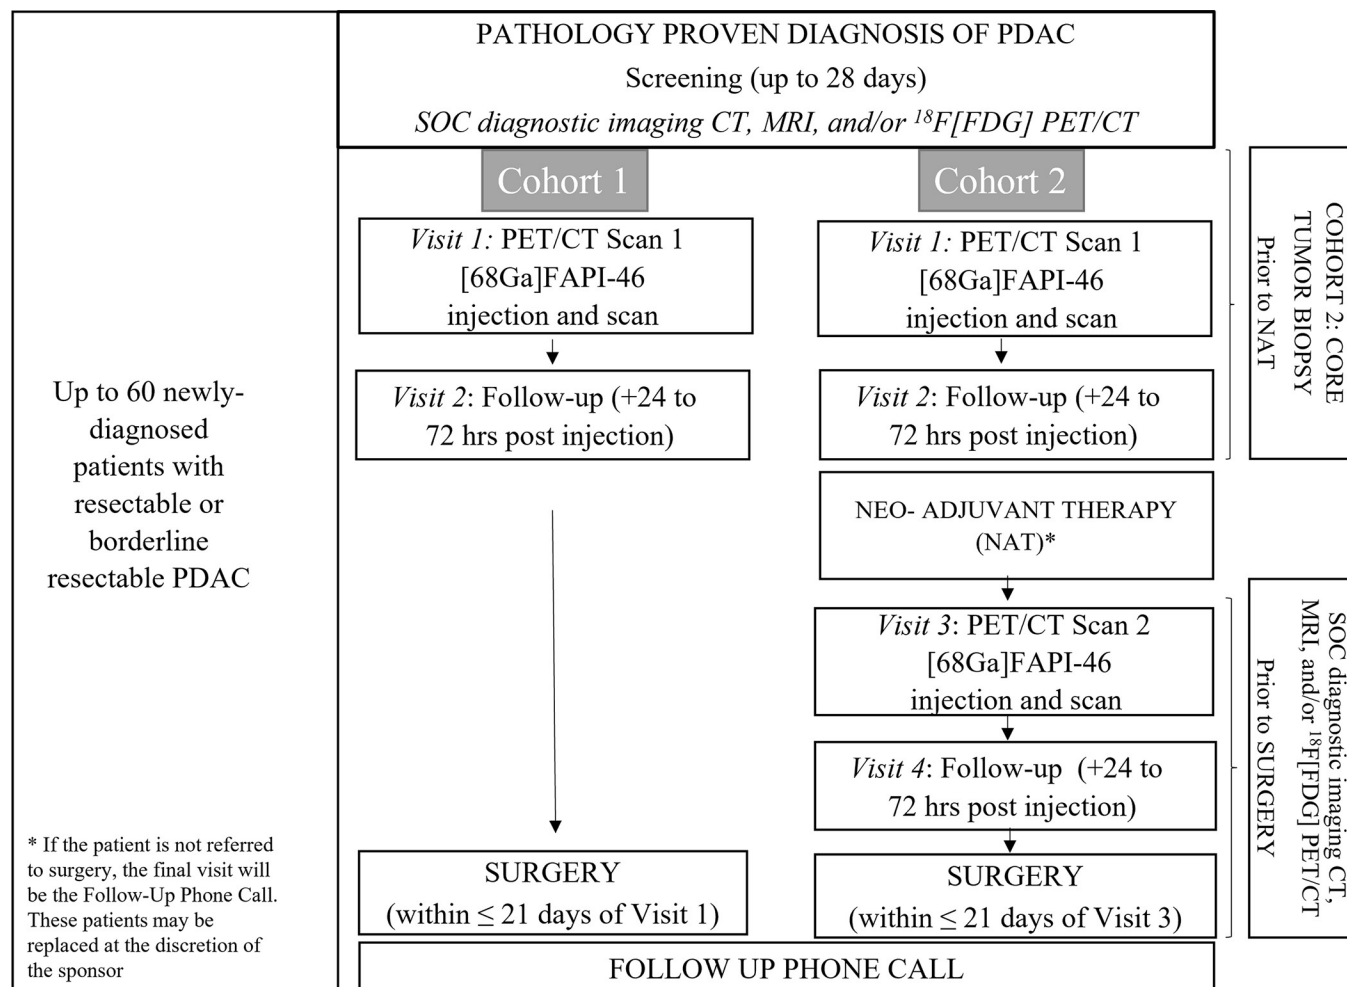 PATHOLOGY PROVEN DIAGNOSIS OF PDAC
Screening (up to 28 days)
SOC diagnostic imaging CT, MRI, and/or ¹⁸F[FDG] PET/CT
Up to 60 newly-
diagnosed
patients with
resectable or
borderline
resectable PDAC
* If the patient is not referred
to surgery, the final visit will
be the Follow-Up Phone Call.
These patients may be
replaced at the discretion of
the sponsor
Cohort 1
Visit 1: PET/CT Scan 1
[68Ga]FAPI-46
injection and scan
Visit 2: Follow-up (+24 to
72 hrs post injection)
SURGERY
(within ≤ 21 days of Visit 1)
Cohort 2
Visit 1: PET/CT Scan 1
[68Ga]FAPI-46
injection and scan
Visit 2: Follow-up (+24 to
72 hrs post injection)
NEO- ADJUVANT THERAPY
(NAT)*
Visit 3: PET/CT Scan 2
[68Ga]FAPI-46
injection and scan
Visit 4: Follow-up (+24 to
72 hrs post injection)
SURGERY
(within ≤ 21 days of Visit 3)
COHORT 2: CORE
TUMOR BIOPSY
Prior to NAT
SOC diagnostic imaging CT,
MRI, and/or ¹⁸F[FDG] PET/CT
Prior to SURGERY
FOLLOW UP PHONE CALL